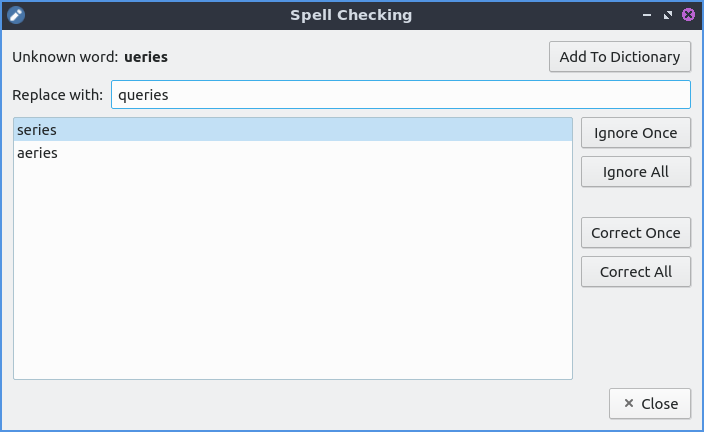 Spell Checking
Unknown word: ueries
Add To Dictionary
Replace with: queries
series
aeries
Ignore Once
Ignore All
Correct Once
Correct All
Close